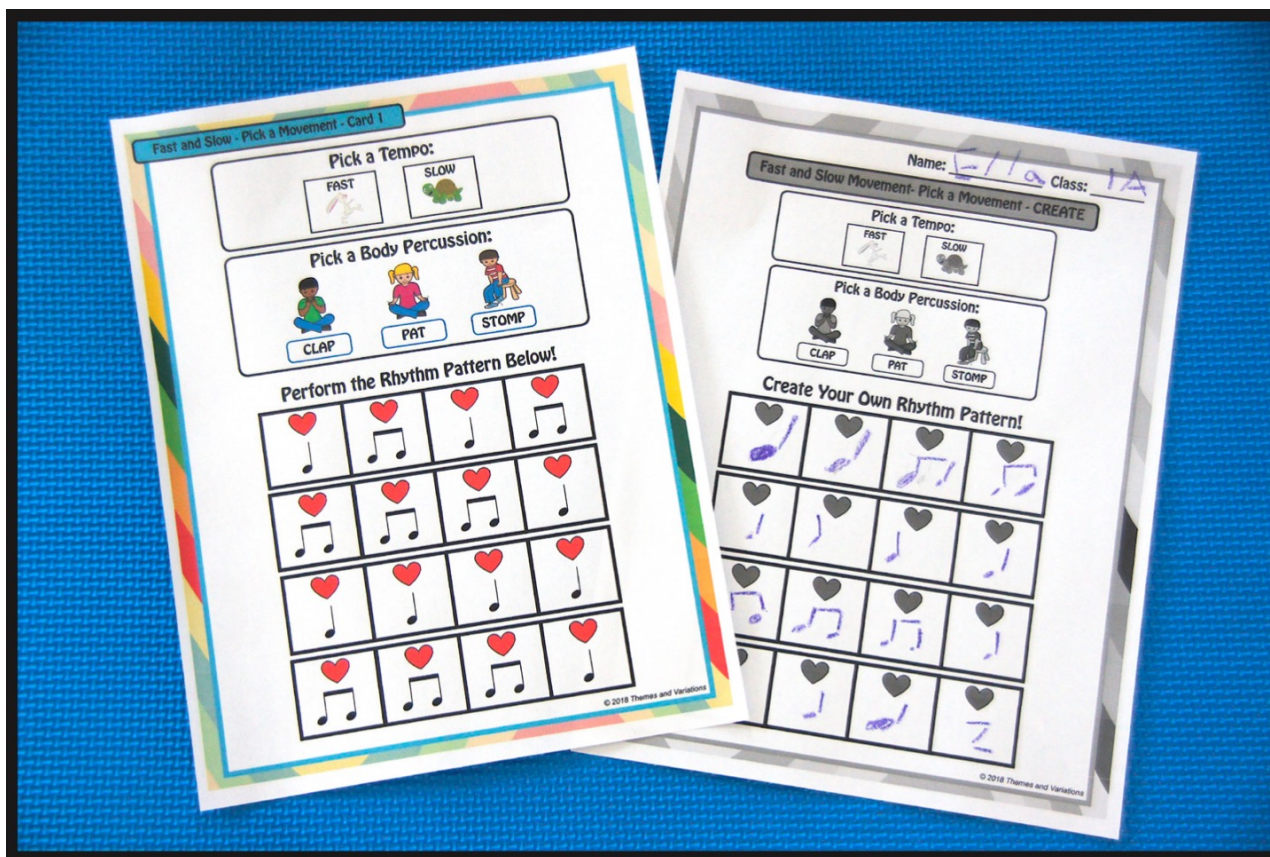 Fast and Slow - Pick a Movement - Card 1
Pick a Tempo:
FAST SLOW
Pick a Body Percussion:
CLAP PAT STOMP
Perform the Rhythm Pattern Below!
© 2018 Themes and Variations
Name: Ella Class: 1A
Fast and Slow Movement- Pick a Movement - CREATE
Pick a Tempo:
FAST SLOW
Pick a Body Percussion:
CLAP PAT STOMP
Create Your Own Rhythm Pattern!
Z
© 2018 Themes and Variations